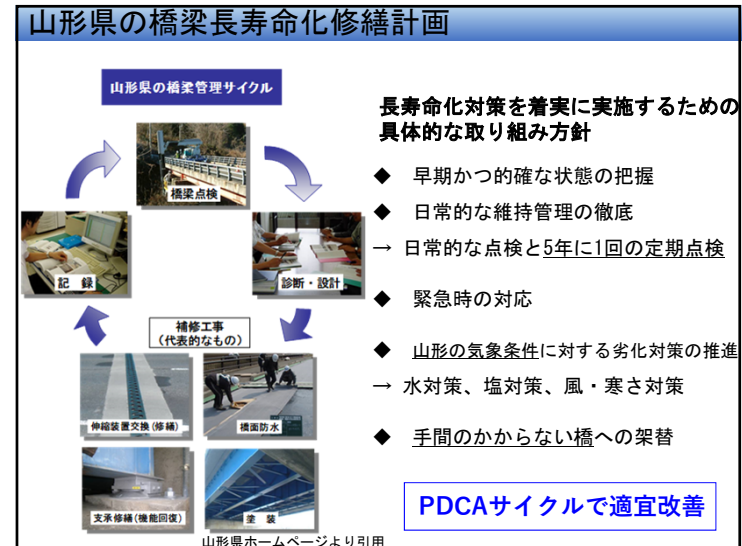 山形県の橋梁長寿命化修繕計画
山形県の橋梁管理サイクル
橋梁点検
診断・設計
記 録
補修工事
（代表的なもの）
伸縮装置交換(修繕)
橋面防水
支承修繕(機能回復)
塗 装
山形県ホームページより引用
長寿命化対策を着実に実施するための
具体的な取り組み方針
◆ 早期かつ的確な状態の把握
◆ 日常的な維持管理の徹底
→ 日常的な点検と5年に1回の定期点検
◆ 緊急時の対応
◆ 山形の気象条件に対する劣化対策の推進
→ 水対策、塩対策、風・寒さ対策
◆ 手間のかからない橋への架替
PDCAサイクルで適宜改善